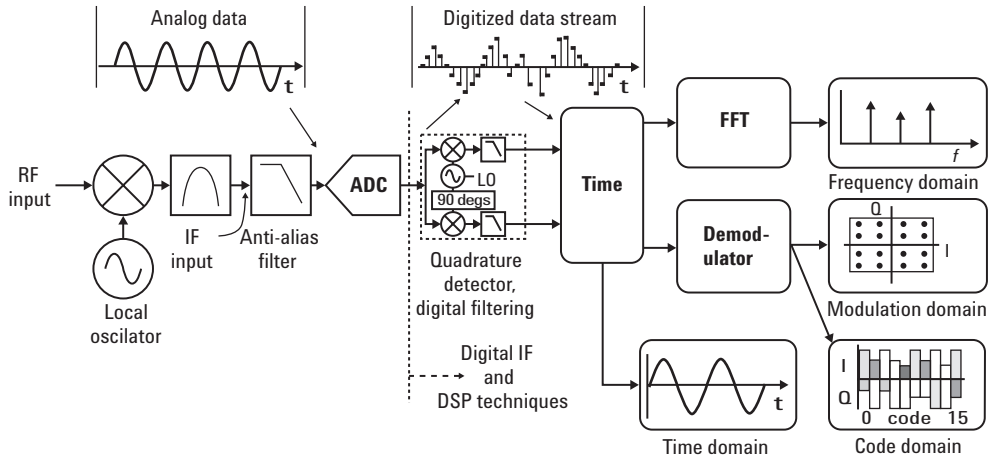 Analog data
t
Digitized data stream
t
RF
input
IF
input
Anti-alias
filter
ADC
LO
90 degs
Quadrature
detector,
digital filtering
Local
oscilator
Time
FFT
f
Frequency domain
Demod-
ulator
Q
I
Modulation domain
Digital IF
and
DSP techniques
t
Time domain
I
Q
0 code 15
Code domain